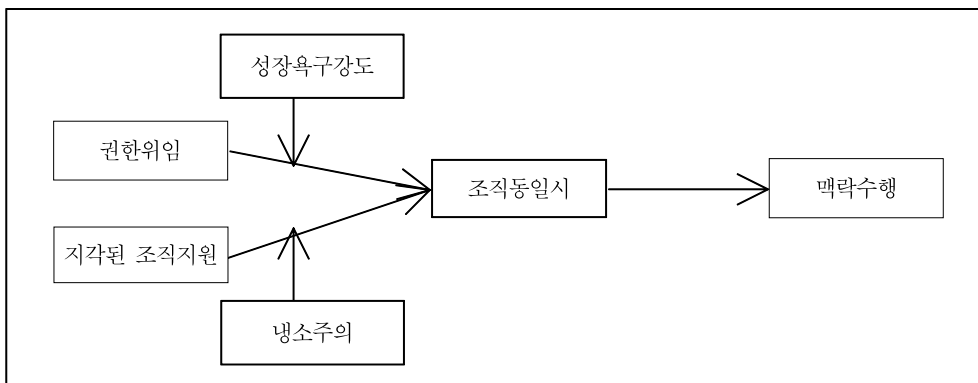 성장욕구강도
권한위임
조직동일시
맥락수행
지각된 조직지원
냉소주의